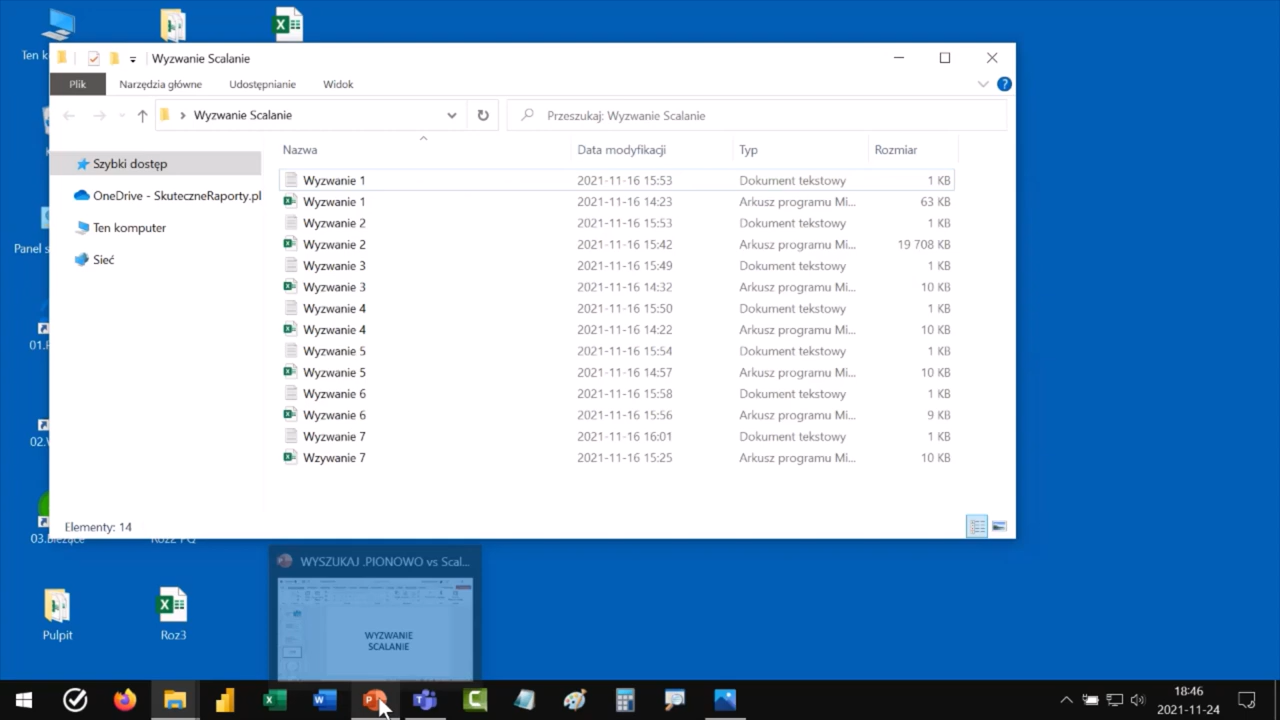 Ten k
Wyzwanie Scalanie
Plik
Narzędzia główne
Udostępnianie
Widok
Wyzwanie Scalanie
Przeszukaj: Wyzwanie Scalanie
Szybki dostęp
OneDrive - SkuteczneRaporty.pl
Ten komputer
Sieć
Nazwa Data modyfikacji Typ Rozmiar
Wyzwanie 1 2021-11-16 15:53 Dokument tekstowy 1 KB
Wyzwanie 1 2021-11-16 14:23 Arkusz programu Mi... 63 KB
Wyzwanie 2 2021-11-16 15:53 Dokument tekstowy 1 KB
Wyzwanie 2 2021-11-16 15:42 Arkusz programu Mi... 19 708 KB
Wyzwanie 3 2021-11-16 15:49 Dokument tekstowy 1 KB
Wyzwanie 3 2021-11-16 14:32 Arkusz programu Mi... 10 KB
Wyzwanie 4 2021-11-16 15:50 Dokument tekstowy 1 KB
Wyzwanie 4 2021-11-16 14:22 Arkusz programu Mi... 10 KB
Wyzwanie 5 2021-11-16 15:54 Dokument tekstowy 1 KB
Wyzwanie 5 2021-11-16 14:57 Arkusz programu Mi... 10 KB
Wyzwanie 6 2021-11-16 15:58 Dokument tekstowy 1 KB
Wyzwanie 6 2021-11-16 15:56 Arkusz programu Mi... 9 KB
Wyzwanie 7 2021-11-16 16:01 Dokument tekstowy 1 KB
Wzywanie 7 2021-11-16 15:25 Arkusz programu Mi... 10 KB
Elementy: 14
Panel s
01.
02.
WYSZUKAJ .PIONOWO vs Scal...
WYZWANIE
SCALANIE
Pulpit
Roz3
18:46
2021-11-24